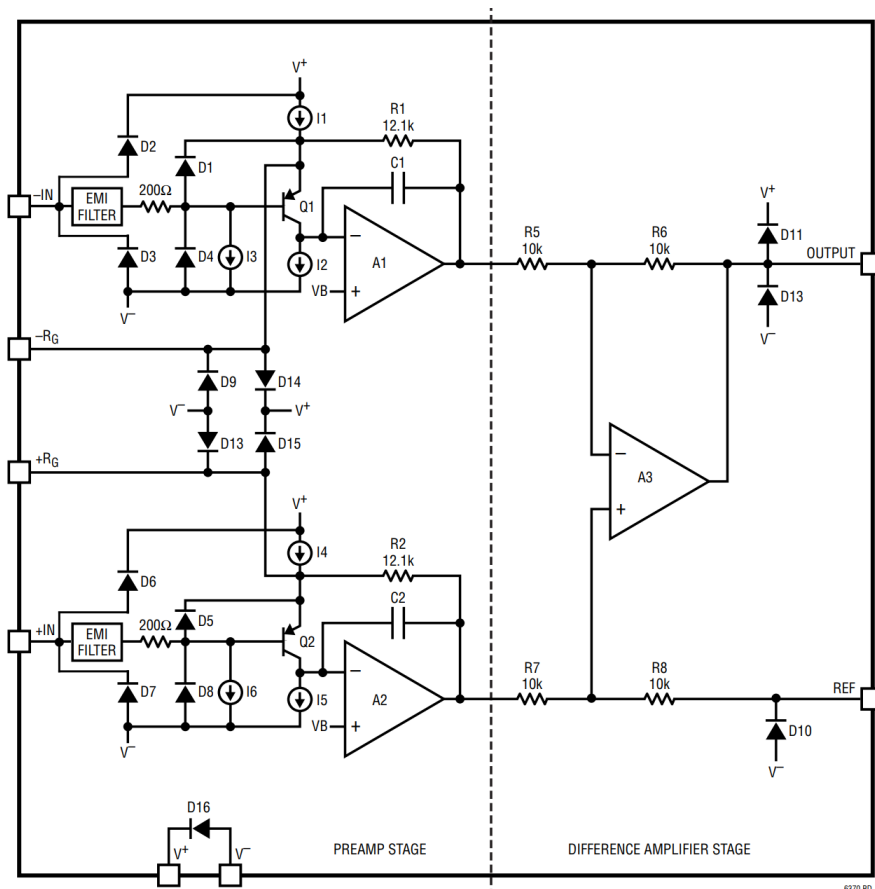 V+
I1
R1
12.1k
D2
D1
C1
–IN
EMI
FILTER
200Ω
Q1
V+
R5
10k
R6
10k
D11
OUTPUT
D3
D4
I3
I2
–
A1
VB
+
V–
D13
V–
–RG
D9
D14
V–
V+
D13
D15
+RG
–
A3
+
V+
I4
R2
12.1k
D6
D5
C2
+IN
EMI
FILTER
200Ω
Q2
R7
10k
R8
10k
REF
D7
D8
I6
I5
–
A2
VB
+
V–
D10
V–
D16
V+
V–
PREAMP STAGE
DIFFERENCE AMPLIFIER STAGE
6370 BD